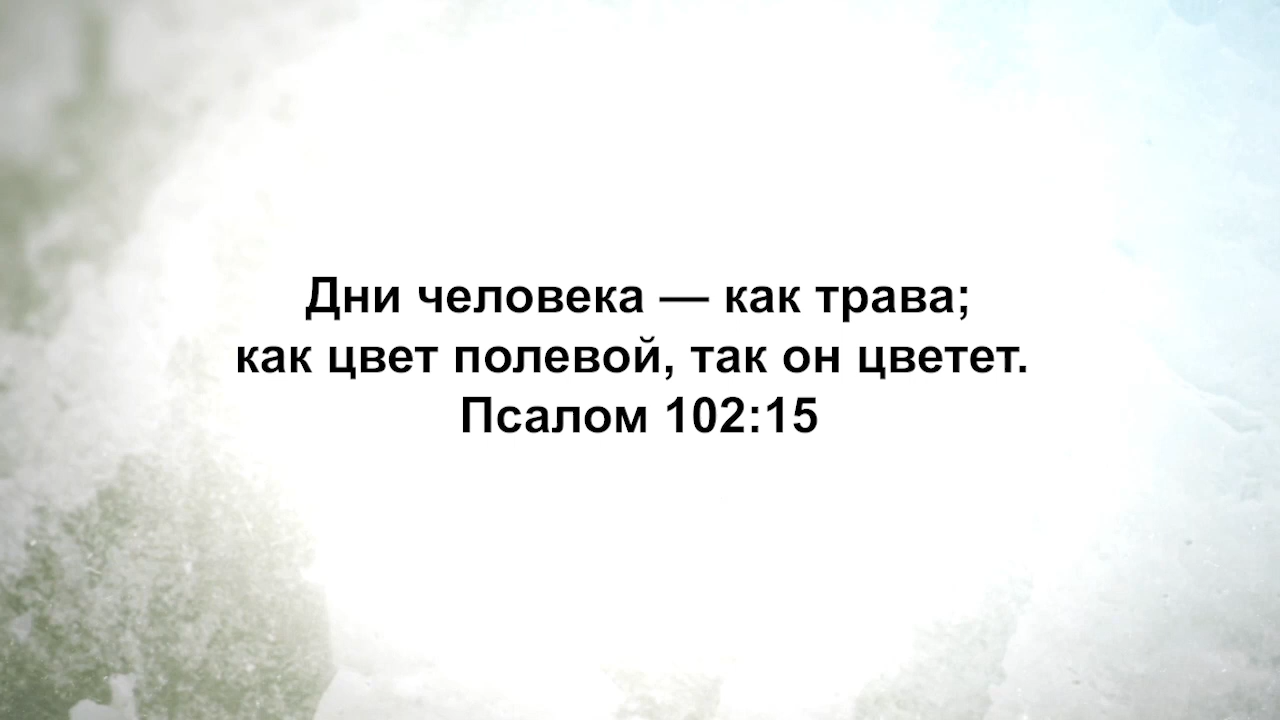 Дни человека — как трава;
как цвет полевой, так он цветет.
Псалом 102:15